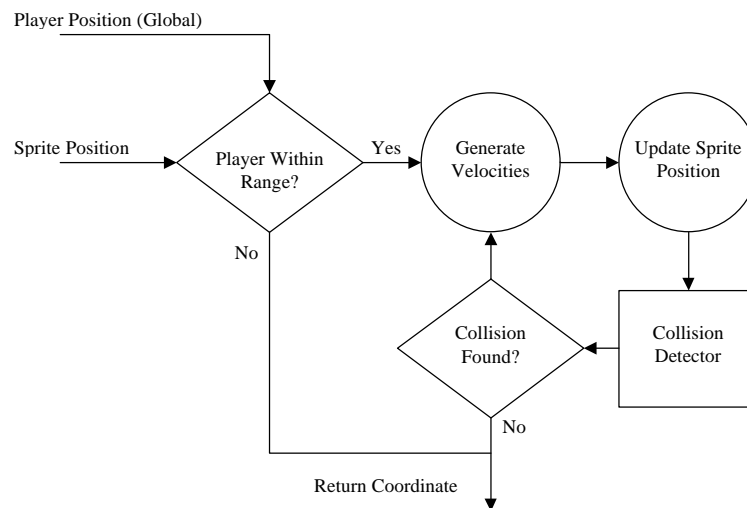 Player Position (Global)
Sprite Position
Player Within
Range?
Yes
Generate
Velocities
Update Sprite
Position
No
Collision
Found?
Collision
Detector
No
Return Coordinate